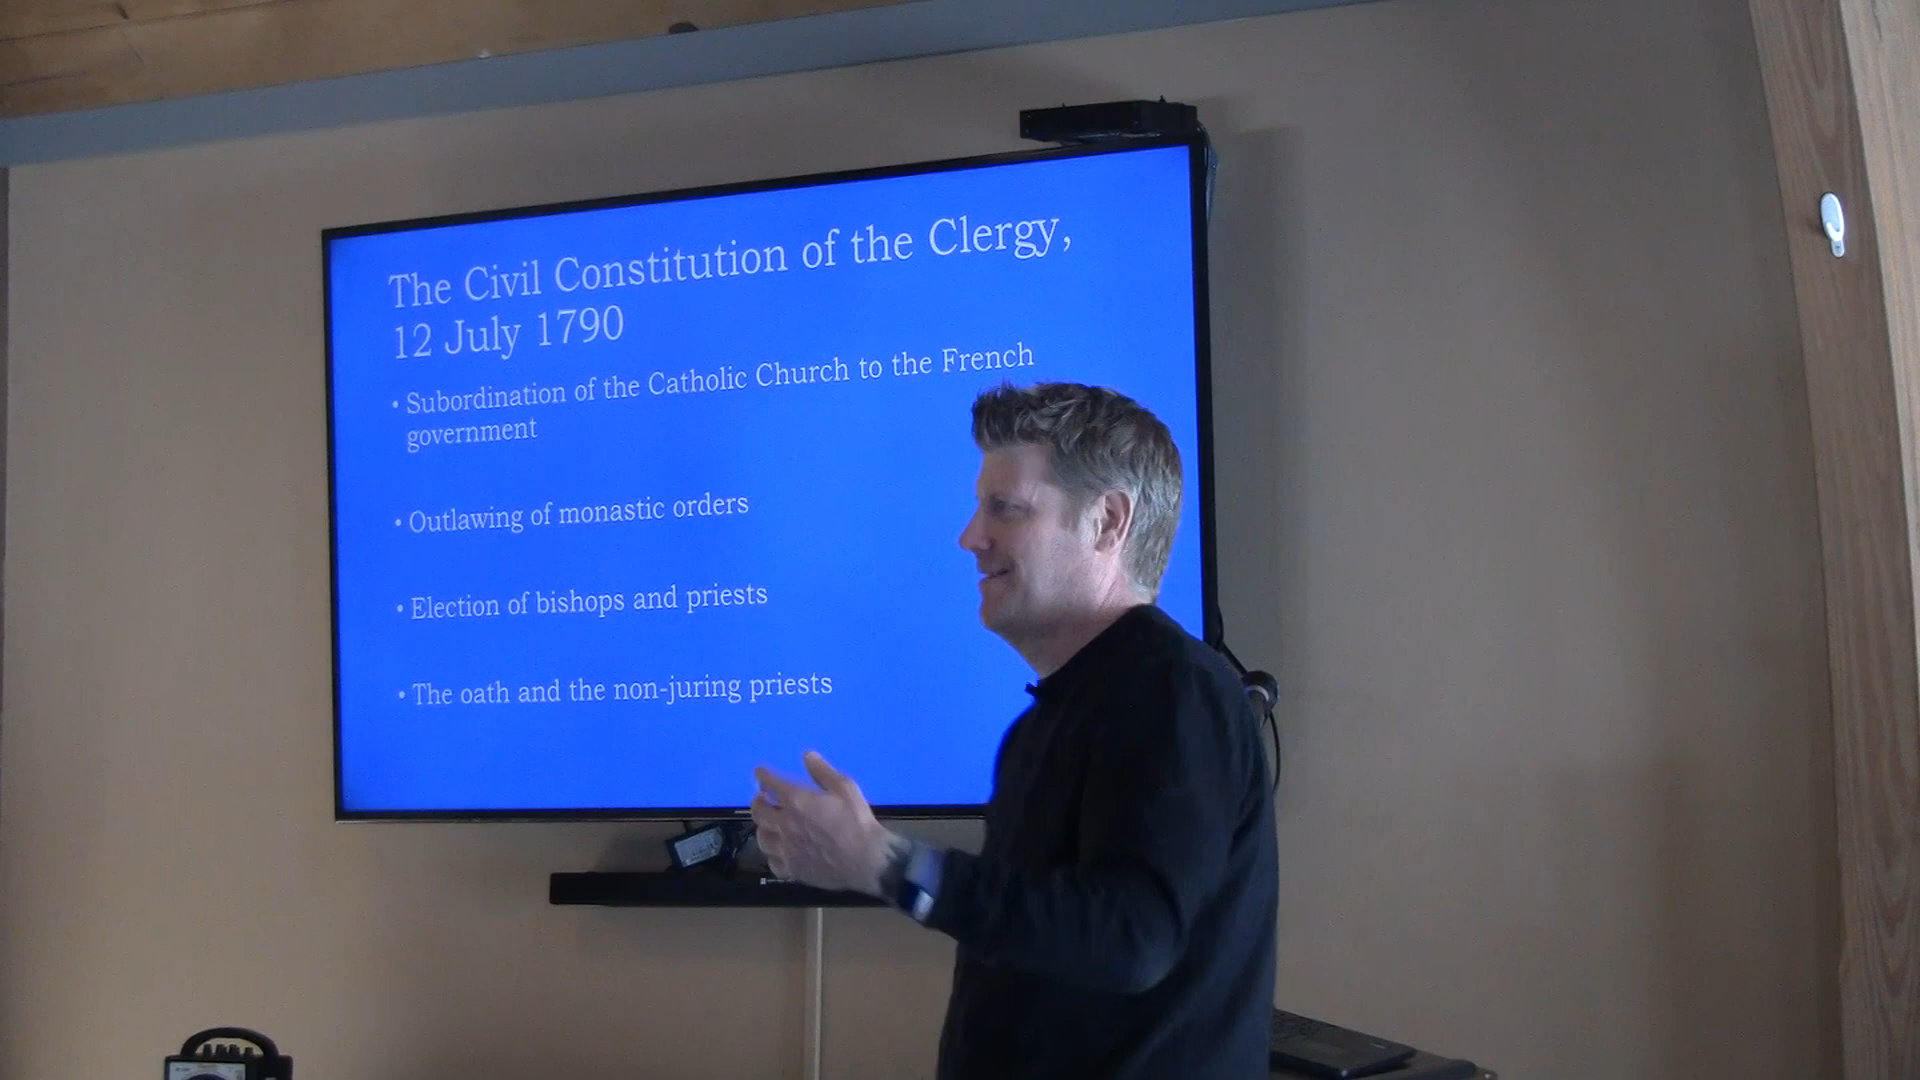 The Civil Constitution of the Clergy,
12 July 1790
• Subordination of the Catholic Church to the French
government
• Outlawing of monastic orders
• Election of bishops and priests
• The oath and the non-juring priests